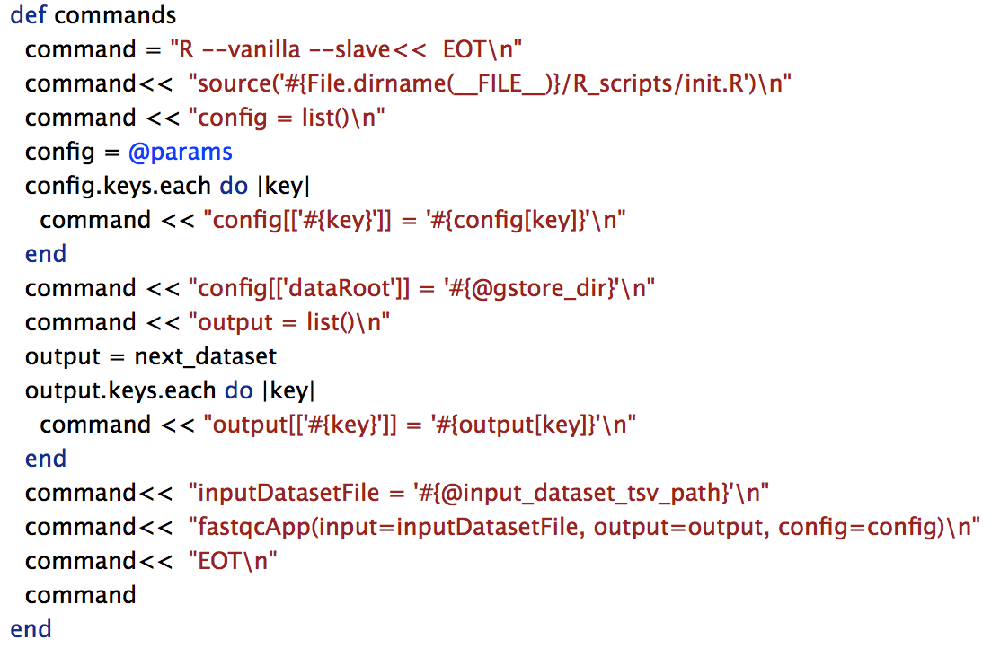 def commands
  command = "R --vanilla --slave<<  EOT\n"
  command<<  "source('#{File.dirname(__FILE__)}/R_scripts/init.R')\n"
  command << "config = list()\n"
  config = @params
  config.keys.each do |key|
    command << "config[['#{key}']] = '#{config[key]}'\n"
  end
  command << "config[['dataRoot']] = '#{@gstore_dir}'\n"
  command << "output = list()\n"
  output = next_dataset
  output.keys.each do |key|
    command << "output[['#{key}']] = '#{output[key]}'\n"
  end
  command<<  "inputDatasetFile = '#{@input_dataset_tsv_path}'\n"
  command<<  "fastqcApp(input=inputDatasetFile, output=output, config=config)\n"
  command<<  "EOT\n"
  command
end